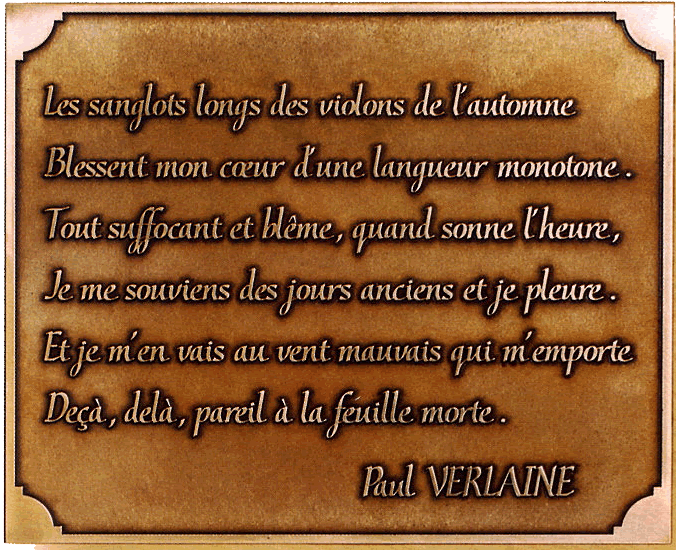 Les sanglots longs des violons de l'automne
Blessent mon cœur d'une langueur monotone.
Tout suffocant et blême, quand sonne l'heure,
Je me souviens des jours anciens et je pleure.
Et je m'en vais au vent mauvais qui m'emporte
Deçà, delà, pareil à la feuille morte.
Paul VERLAINE